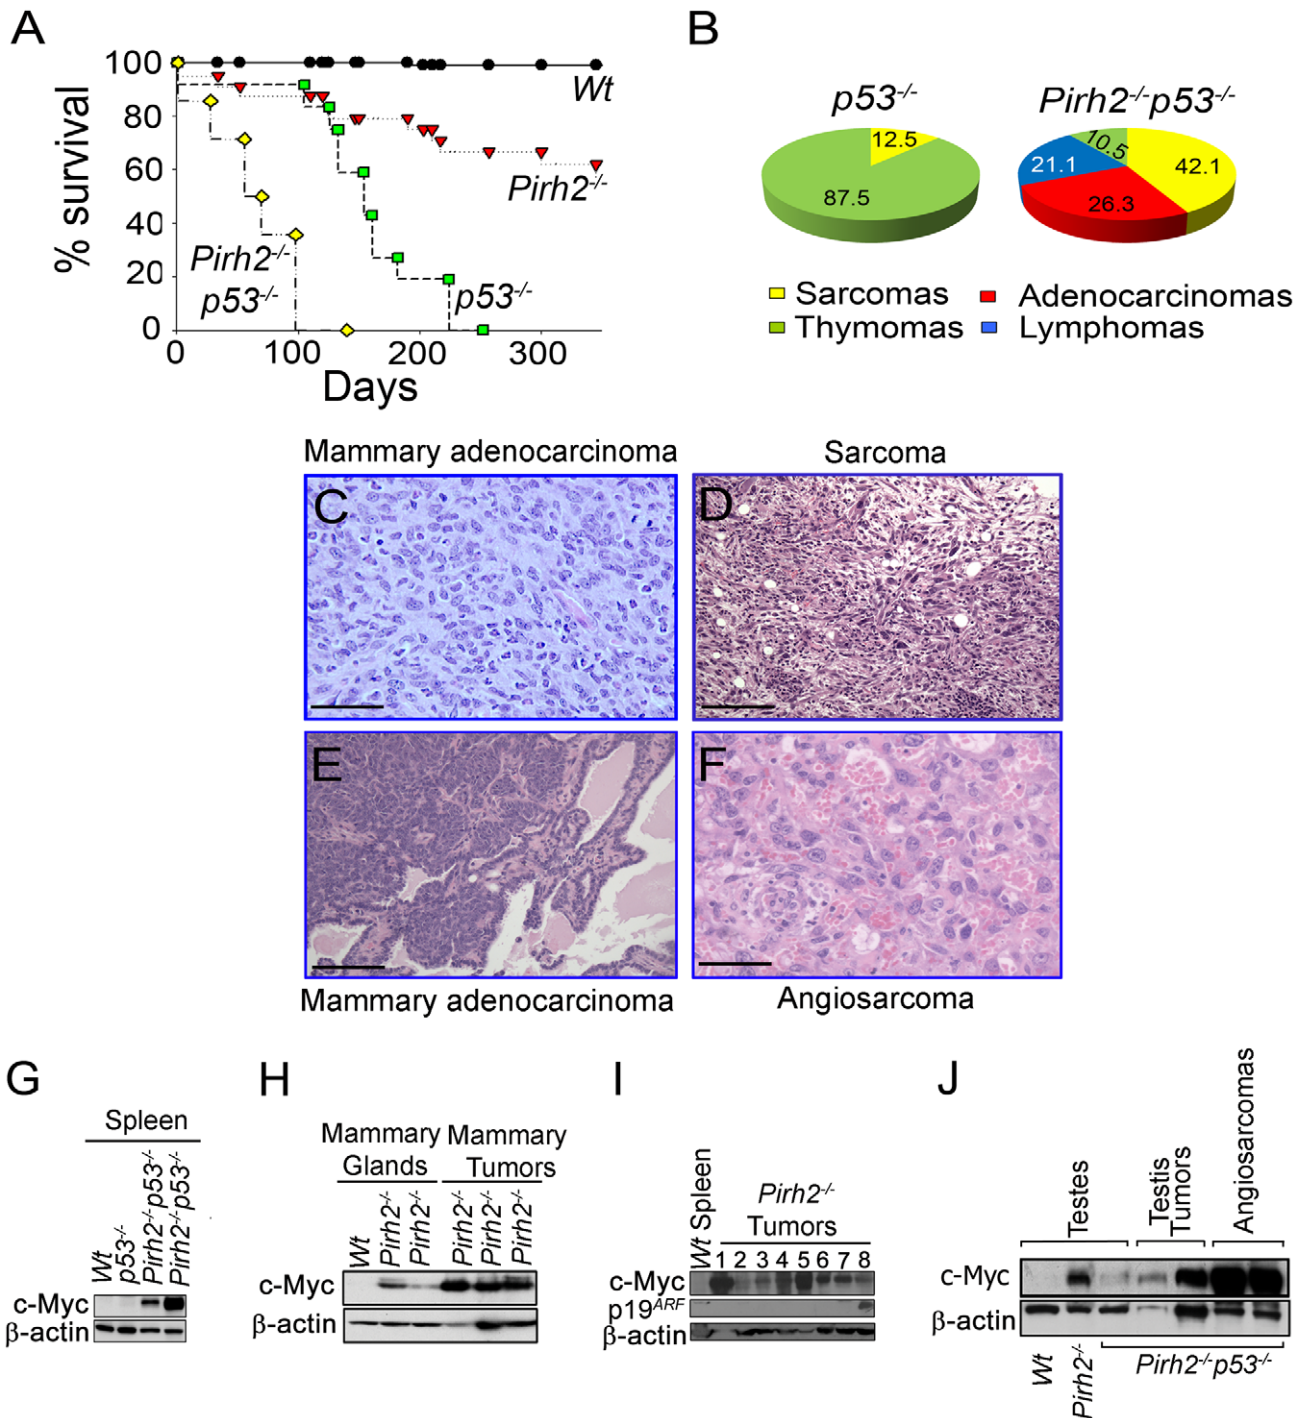 A
% survival
100
80
60
40
20
0
0 100 200 300
Days
Wt
Pirh2-/-
Pirh2-/-
p53-/-
p53-/-
B
p53-/-
Pirh2-/-p53-/-
12.5
87.5
10.5
21.1
42.1
26.3
Sarcomas
Adenocarcinomas
Thymomas
Lymphomas
Mammary adenocarcinoma
Sarcoma
C
D
E
F
Mammary adenocarcinoma
Angiosarcoma
G
Spleen
Wt
p53-/-
Pirh2-/-p53-/-
Pirh2-/-p53-/-
c-Myc
β-actin
H
Mammary Glands
Mammary Tumors
Wt
Pirh2-/-
Pirh2-/-
Pirh2-/-
Pirh2-/-
Pirh2-/-
c-Myc
β-actin
I
Wt Spleen
Pirh2-/-
Tumors
1 2 3 4 5 6 7 8
c-Myc
p19ARF
β-actin
J
Testes
Testis Tumors
Angiosarcomas
c-Myc
β-actin
Wt
Pirh2-/-
Pirh2-/-p53-/-